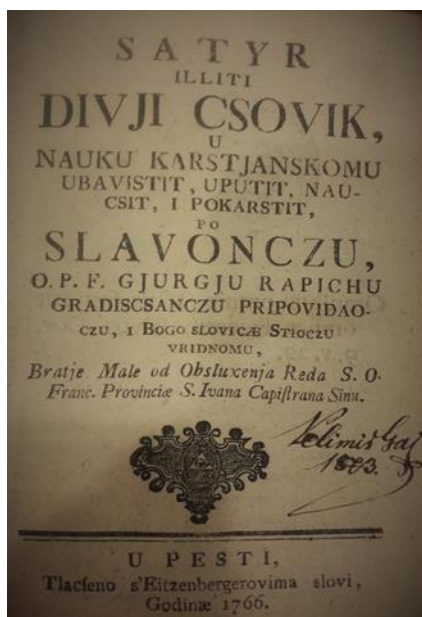 SATYR
ILLITI
DIVJI CSOVIK,
U
NAUKU KARSTJANSKOMU
UBAVISTIT, UPUTIT, NAU-
CSIT, I POKARSTIT,
PO
SLAVONCZU,
O. P. F. GJURGJU RAPICHU
GRADISCSANCZU PRIPOVIDAO-
CZU, I BOGO SLOVICÆ STIOCZU
VRIDNOMU,
Bratje Male od Obsluxenja Reda S. O.
Franc. Provinciæ S. Ivana Capiſtrana Sinu.
Velimir Gaj
1883.
U PESTI,
Tlacſeno s'Eitzenbergerovima slovi,
Godinæ 1766.